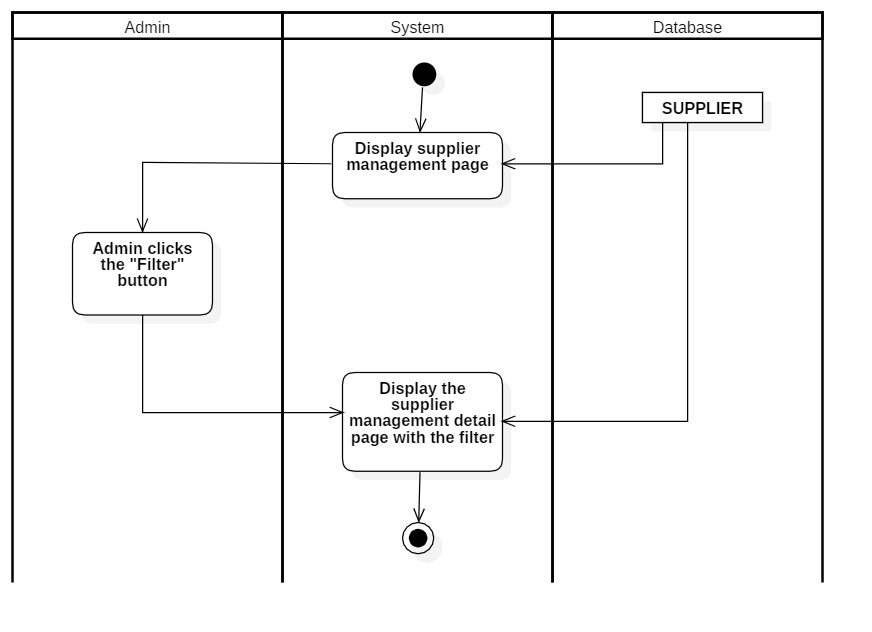 Admin
System
Database
SUPPLIER
Display supplier
management page
Admin clicks
the "Filter"
button
Display the
supplier
management detail
page with the filter